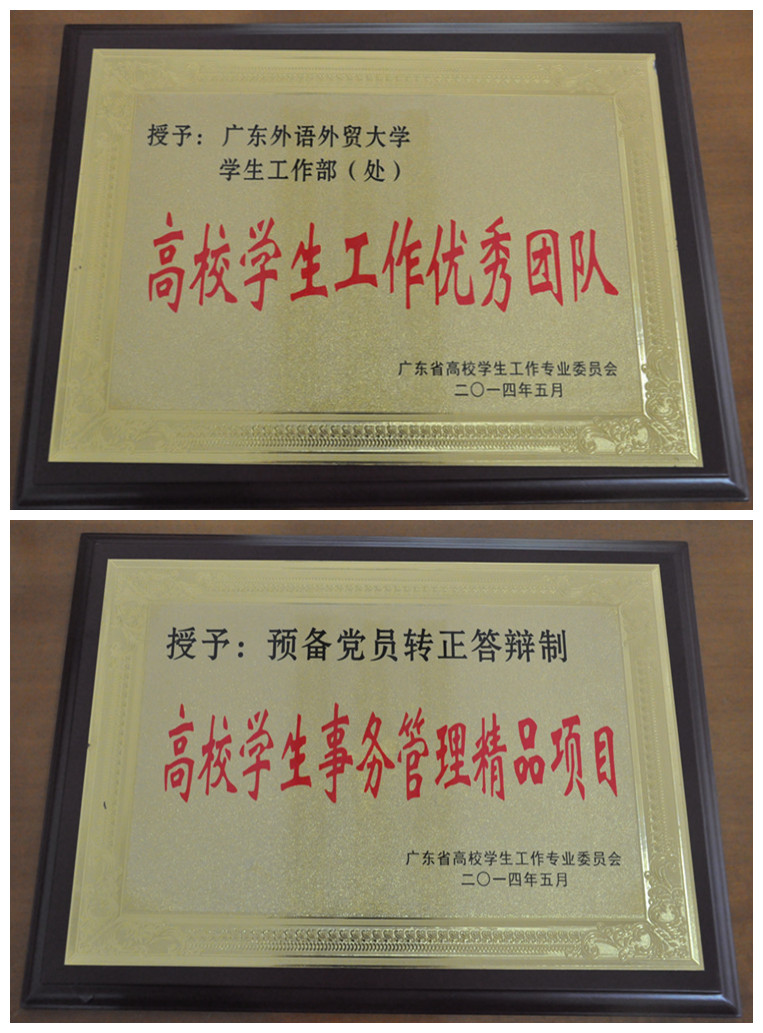 授予：广东外语外贸大学
学生工作部（处）
高校学生工作优秀团队
广东省高校学生工作专业委员会
二〇一四年五月
授予：预备党员转正答辩制
高校学生事务管理精品项目
广东省高校学生工作专业委员会
二〇一四年五月